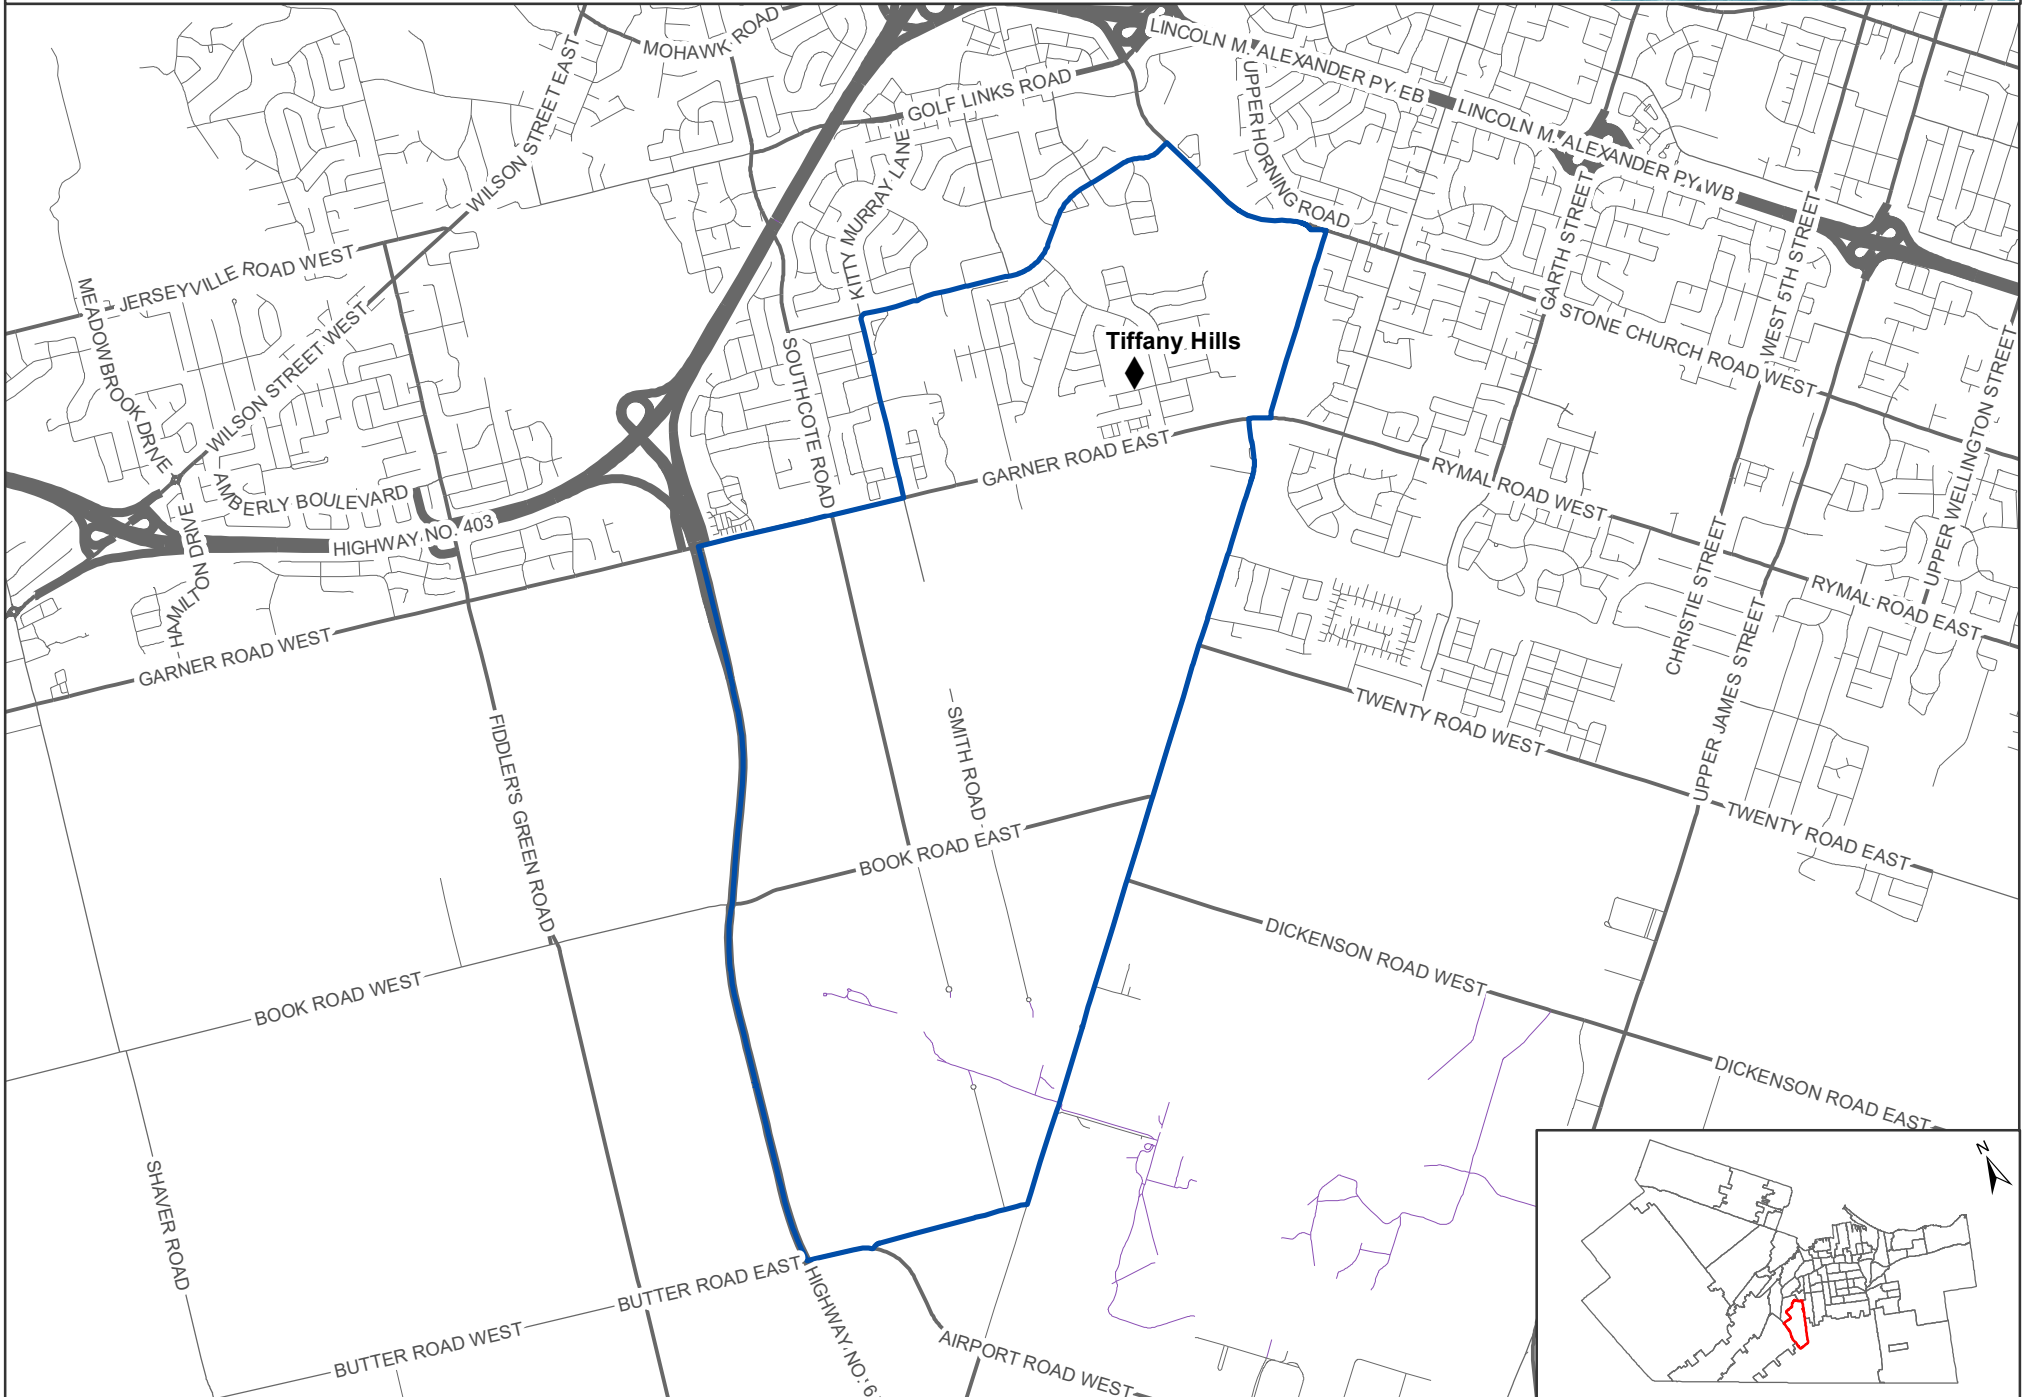 MOHAWK ROAD
LINCOLN M. ALEXANDER PY EB
LINCOLN M. ALEXANDER PY WB
GOLF LINKS ROAD
UPPER HORNING ROAD
WILSON STREET EAST
KITTY MURRAY LANE
JERSEYVILLE ROAD WEST
GARTH STREET
WEST 5TH STREET
MEADOWBROOK DRIVE
WILSON STREET WEST
SOUTHCOTE ROAD
Tiffany Hills
STONE CHURCH ROAD WEST
UPPER WELLINGTON STREET
GARNER ROAD EAST
RYMAL ROAD WEST
AMBERLY BOULEVARD
HIGHWAY NO. 403
HAMILTON DRIVE
CHRISTIE STREET
RYMAL ROAD EAST
GARNER ROAD WEST
UPPER JAMES STREET
TWENTY ROAD WEST
FIDDLER'S GREEN ROAD
SMITH ROAD
TWENTY ROAD EAST
BOOK ROAD EAST
DICKENSON ROAD WEST
BOOK ROAD WEST
DICKENSON ROAD EAST
SHAVER ROAD
N
BUTTER ROAD EAST
HIGHWAY NO. 6
BUTTER ROAD WEST
AIRPORT ROAD WEST